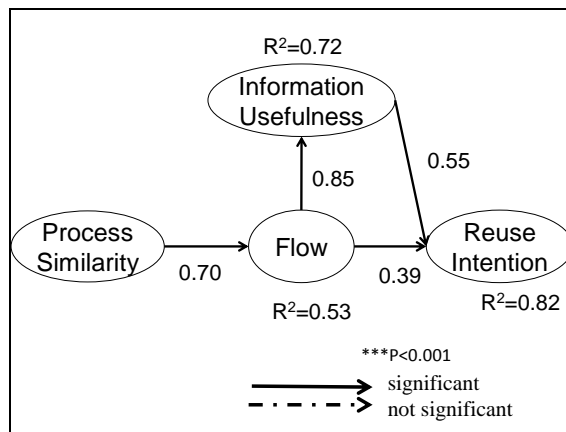 R²=0.72
Information
Usefulness
0.55
0.85
Process
Similarity
Flow
Reuse
Intention
0.70
0.39
R²=0.53
R²=0.82
***P<0.001
significant
not significant